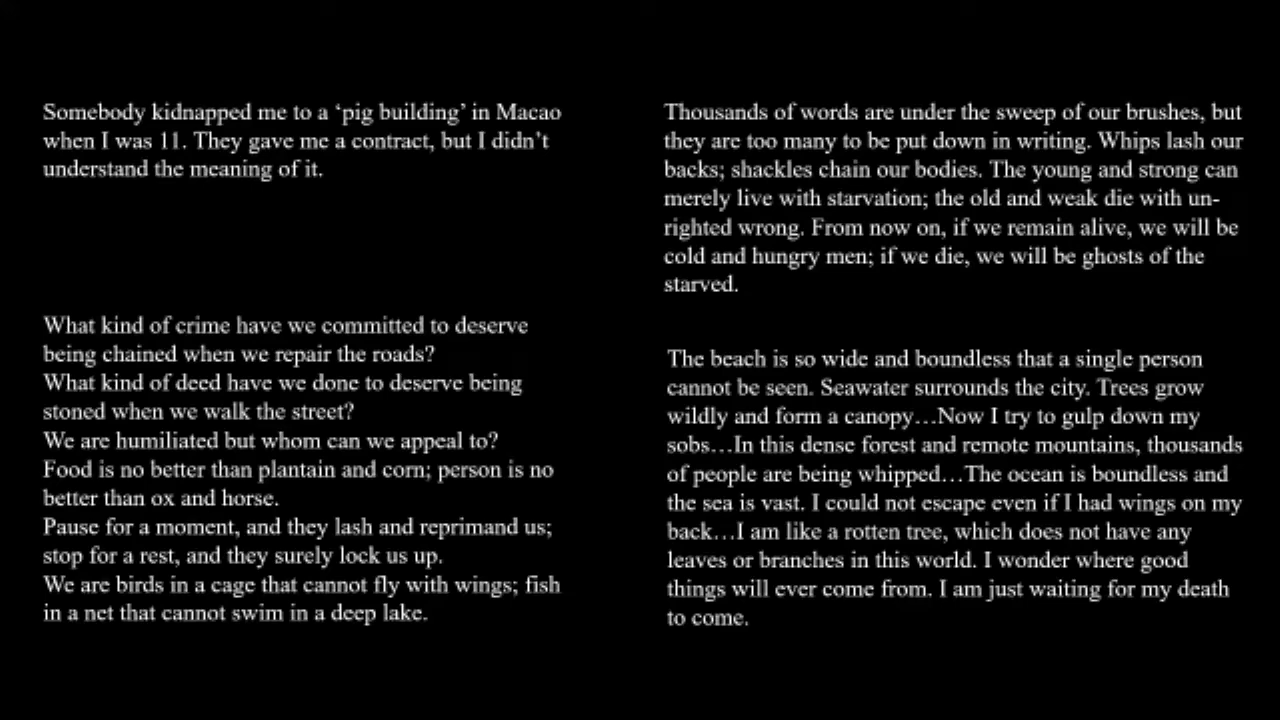 Somebody kidnapped me to a ‘pig building’ in Macao
when I was 11. They gave me a contract, but I didn’t
understand the meaning of it.
What kind of crime have we committed to deserve
being chained when we repair the roads?
What kind of deed have we done to deserve being
stoned when we walk the street?
We are humiliated but whom can we appeal to?
Food is no better than plantain and corn; person is no
better than ox and horse.
Pause for a moment, and they lash and reprimand us;
stop for a rest, and they surely lock us up.
We are birds in a cage that cannot fly with wings; fish
in a net that cannot swim in a deep lake.
Thousands of words are under the sweep of our brushes, but
they are too many to be put down in writing. Whips lash our
backs; shackles chain our bodies. The young and strong can
merely live with starvation; the old and weak die with un-
righted wrong. From now on, if we remain alive, we will be
cold and hungry men; if we die, we will be ghosts of the
starved.
The beach is so wide and boundless that a single person
cannot be seen. Seawater surrounds the city. Trees grow
wildly and form a canopy…Now I try to gulp down my
sobs…In this dense forest and remote mountains, thousands
of people are being whipped…The ocean is boundless and
the sea is vast. I could not escape even if I had wings on my
back…I am like a rotten tree, which does not have any
leaves or branches in this world. I wonder where good
things will ever come from. I am just waiting for my death
to come.